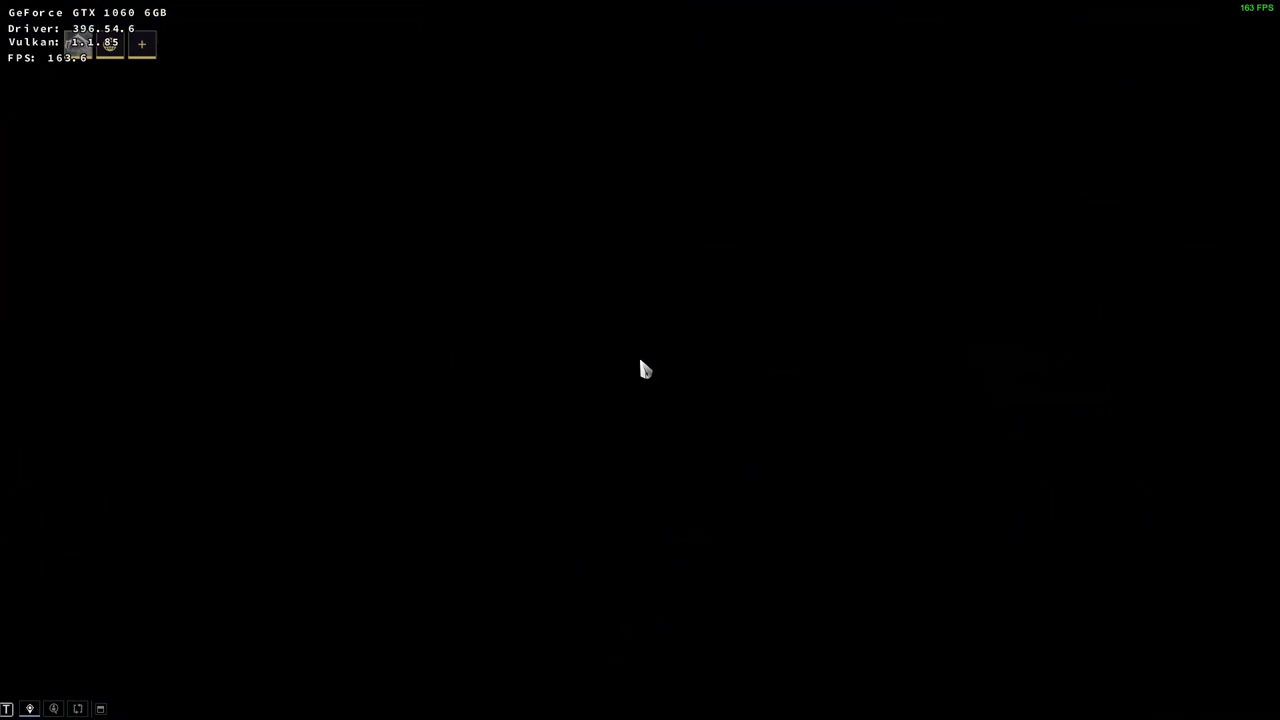 GeForce GTX 1060 6GB
163 FPS
Driver: 396.54.6
Vulkan: 1.1.85
FPS: 163.6
T